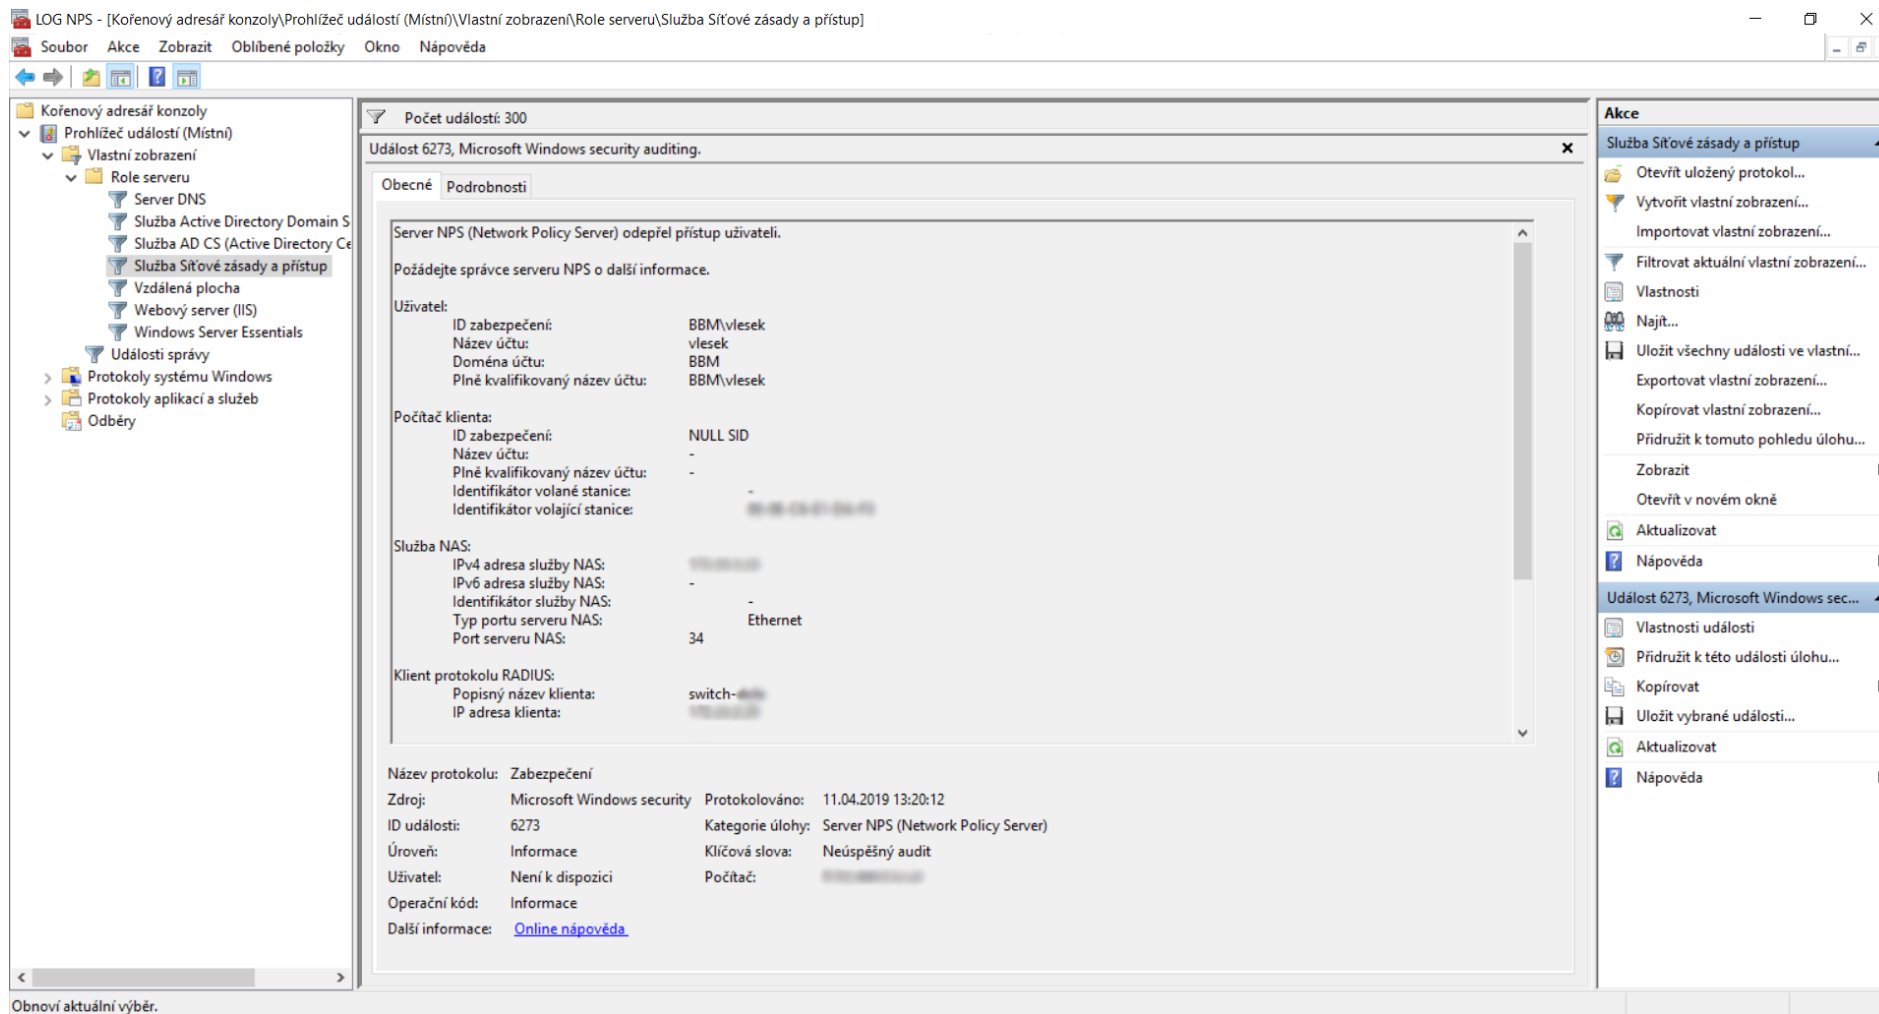 LOG NPS - [Kořenový adresář konzoly\Prohlížeč událostí (Místní)\Vlastní zobrazení\Role serveru\Služba Síťové zásady a přístup]
Soubor Akce Zobrazit Oblíbené položky Okno Nápověda
Kořenový adresář konzoly
Prohlížeč událostí (Místní)
Vlastní zobrazení
Role serveru
Server DNS
Služba Active Directory Domain S
Služba AD CS (Active Directory Ce
Služba Síťové zásady a přístup
Vzdálená plocha
Webový server (IIS)
Windows Server Essentials
Události správy
Protokoly systému Windows
Protokoly aplikací a služeb
Odběry
Počet událostí: 300
Událost 6273, Microsoft Windows security auditing.
Obecné Podrobnosti
Server NPS (Network Policy Server) odepřel přístup uživateli.
Požádejte správce serveru NPS o další informace.
Uživatel:
ID zabezpečení: BBM\vlesek
Název účtu: vlesek
Doména účtu: BBM
Plně kvalifikovaný název účtu: BBM\vlesek
Počítač klienta:
ID zabezpečení: NULL SID
Název účtu: -
Plně kvalifikovaný název účtu: -
Identifikátor volané stanice: -
Identifikátor volající stanice:
Služba NAS:
IPv4 adresa služby NAS:
IPv6 adresa služby NAS: -
Identifikátor služby NAS: -
Typ portu serveru NAS: Ethernet
Port serveru NAS: 34
Klient protokolu RADIUS:
Popisný název klienta: switch-
IP adresa klienta:
Název protokolu: Zabezpečení
Zdroj: Microsoft Windows security Protokolováno: 11.04.2019 13:20:12
ID události: 6273 Kategorie úlohy: Server NPS (Network Policy Server)
Úroveň: Informace Klíčová slova: Neúspěšný audit
Uživatel: Není k dispozici Počítač:
Operační kód: Informace
Další informace: Online nápověda
Akce
Služba Síťové zásady a přístup
Otevřít uložený protokol...
Vytvořit vlastní zobrazení...
Importovat vlastní zobrazení...
Filtrovat aktuální vlastní zobrazení...
Vlastnosti
Najít...
Uložit všechny události ve vlastní...
Exportovat vlastní zobrazení...
Kopírovat vlastní zobrazení...
Přidružit k tomuto pohledu úlohu...
Zobrazit
Otevřít v novém okně
Aktualizovat
Nápověda
Událost 6273, Microsoft Windows sec...
Vlastnosti události
Přidružit k této události úlohu...
Kopírovat
Uložit vybrané události...
Aktualizovat
Nápověda
Obnoví aktuální výběr.